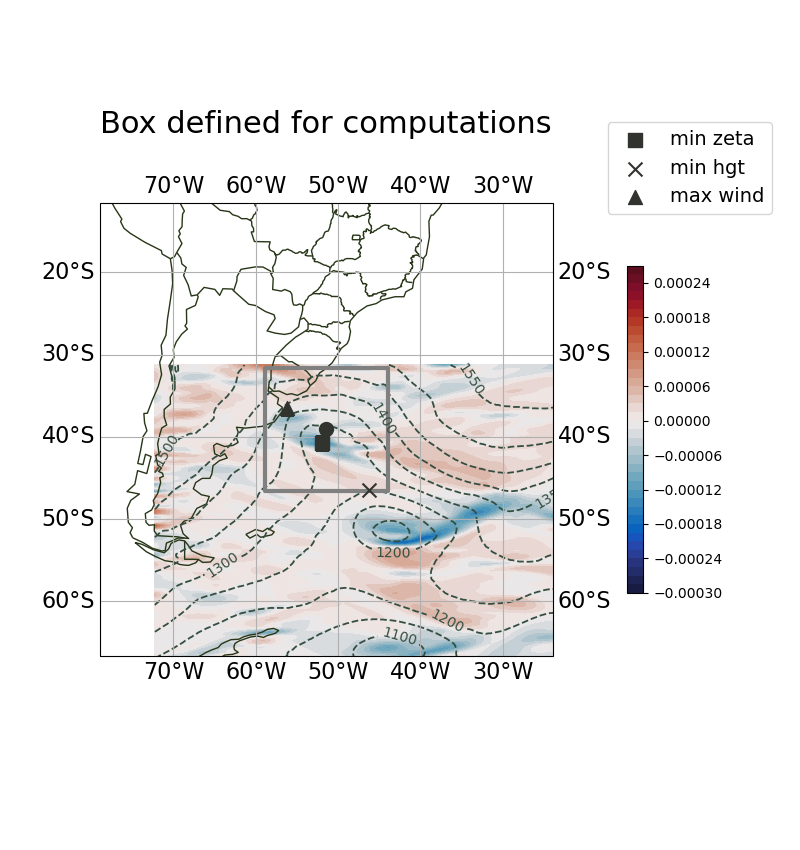 Box defined for computations
min zeta
min hgt
max wind
70°W 60°W 50°W 40°W 30°W
20°S 20°S
30°S 30°S
40°S 40°S
50°S 50°S
60°S 60°S
70°W 60°W 50°W 40°W 30°W
1550
1400
1500
1300
1200
1200
1100
0.00024
0.00018
0.00012
0.00006
0.00000
−0.00006
−0.00012
−0.00018
−0.00024
−0.00030